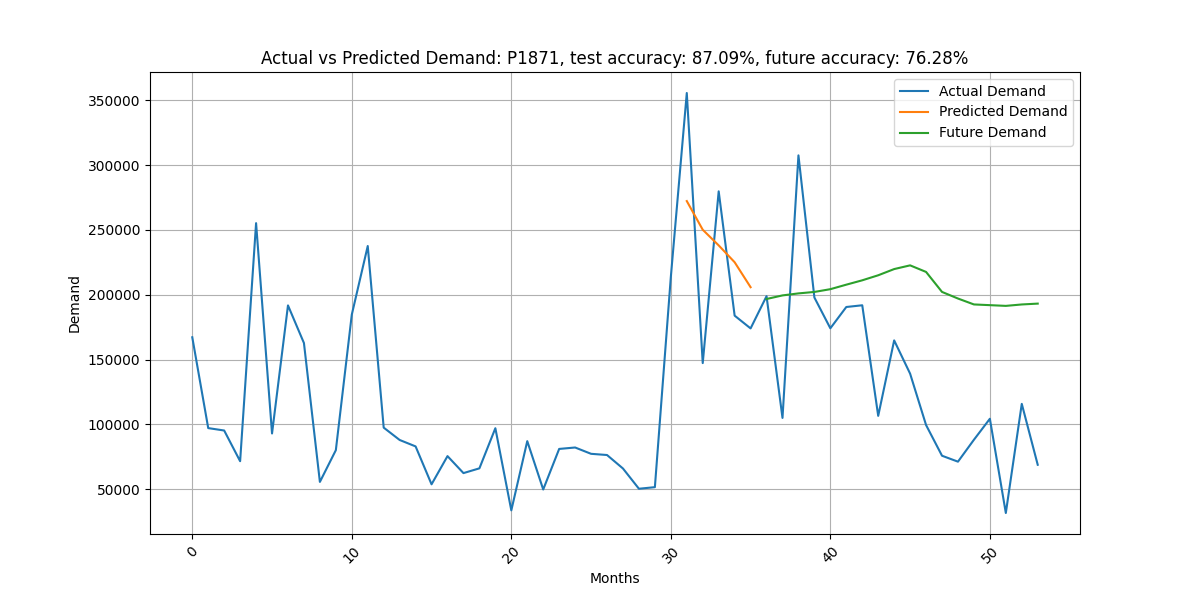 Actual vs Predicted Demand: P1871, test accuracy: 87.09%, future accuracy: 76.28%
Actual Demand
Predicted Demand
Future Demand
350000
300000
250000
200000
150000
100000
50000
Demand
0
10
20
30
40
50
Months